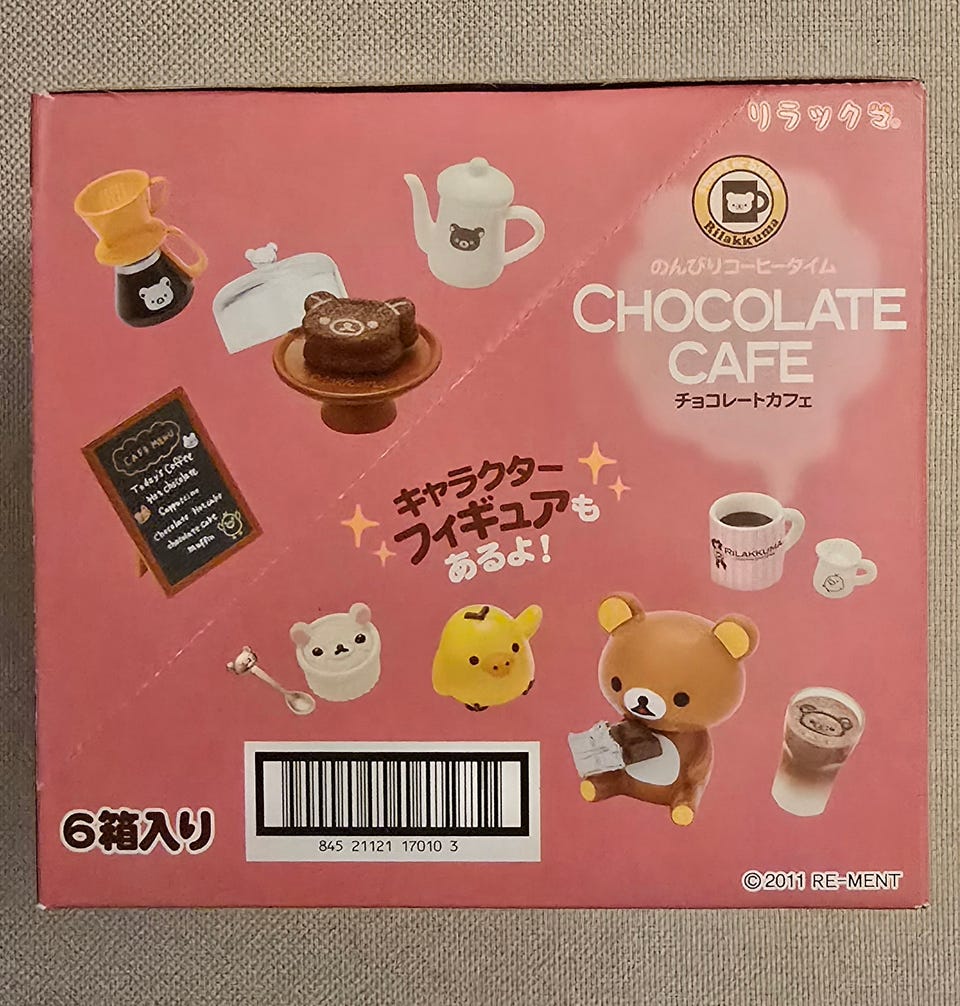 リラックマ®
Rilakkuma
のんびりコーヒータイム
CHOCOLATE
CAFE
チョコレートカフェ
CAFE MENU
Today's Coffee
Hot chocolate
Cappuccino
Chocolate Hot cake
chocolate cake
Muffin
キャラクター
フィギュアも
あるよ!
RILAKKUMA
6箱入り
845 21121 17010 3
©2011 RE-MENT